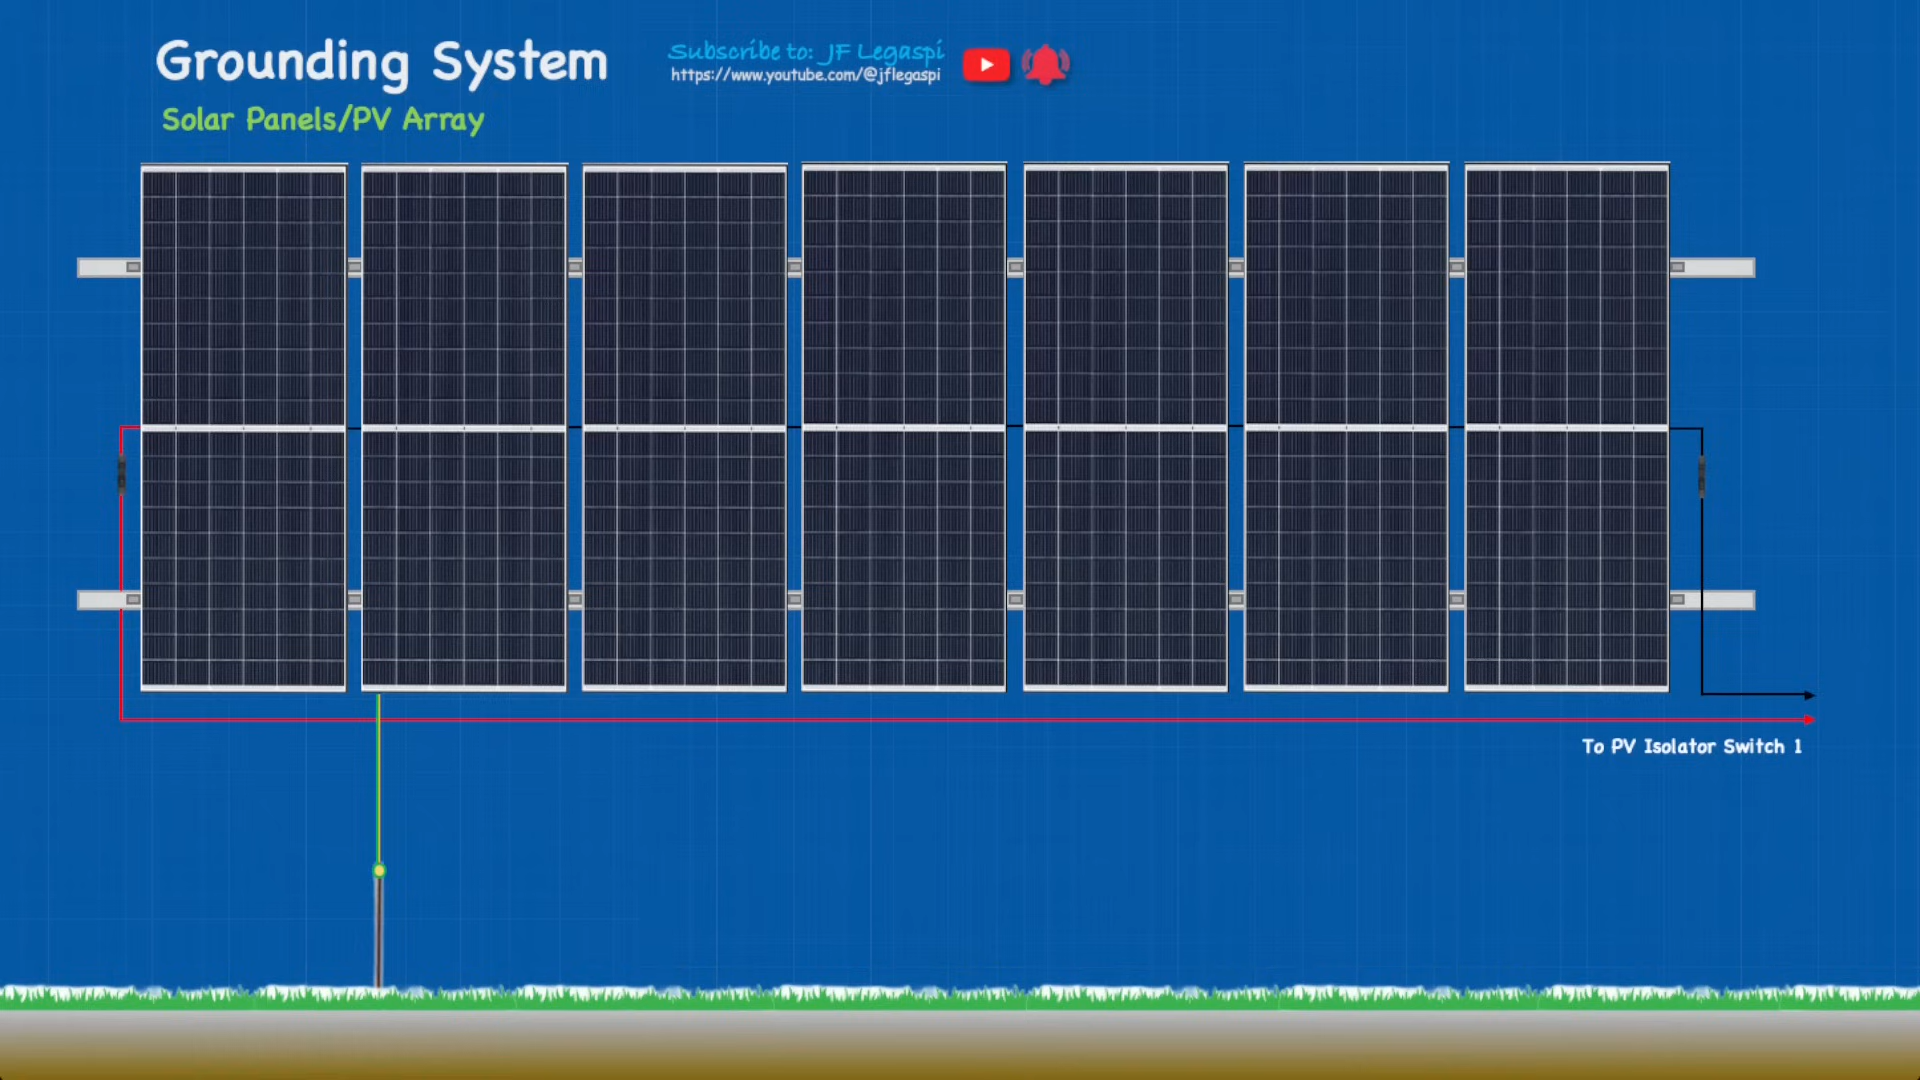 Grounding System
Subscribe to: JF Legaspi
https://www.youtube.com/@jflegaspi
Solar Panels/PV Array
To PV Isolator Switch 1